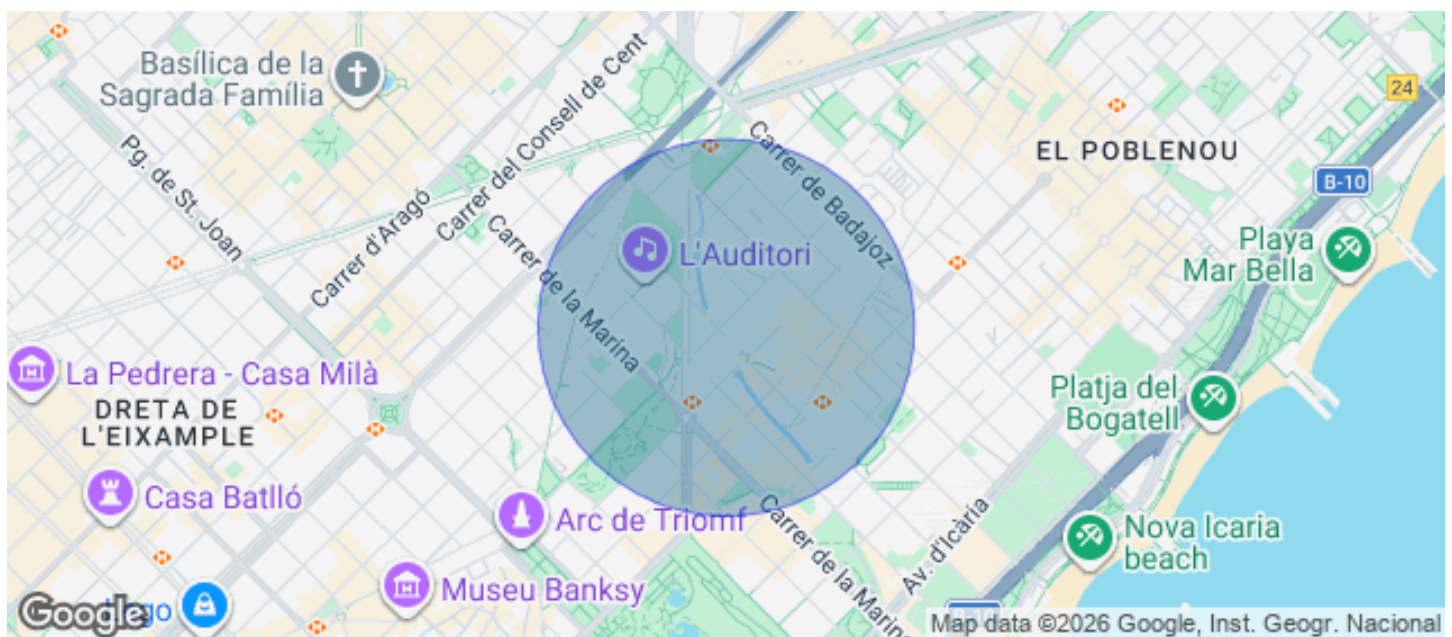 Basílica de la
Sagrada Família
Carrer del Consell de Cent
24
Pg. de St. Joan
Carrer d'Aragó
Carrer de Badajoz
EL POBLENOU
B-10
L'Auditori
Playa
Mar Bella
Carrer de la Marina
La Pedrera - Casa Milà
DRETA DE
L'EIXAMPLE
Platja del
Bogatell
Casa Batlló
Arc de Triomf
Carrer de la Marina
Av. d'Icària
Nova Icaria
beach
Museu Banksy
Google
Map data ©2026 Google, Inst. Geogr. Nacional